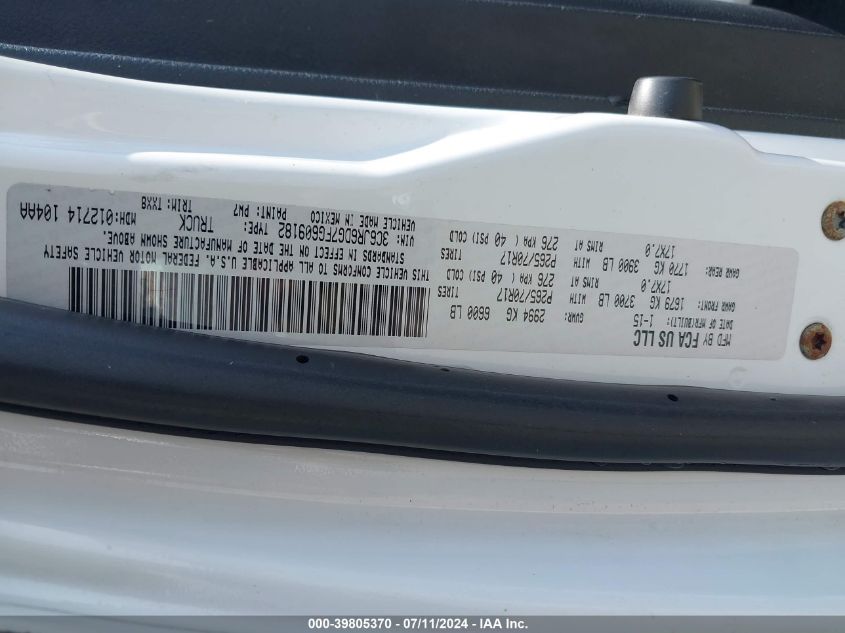 MFD BY FCA US LLC
DATE OF MFR(BUILT): 1-15 GVWR: 2994 KG 6600 LB
GAWR FRONT: 1679 KG 3700 LB WITH P265/70R17 TIRES
17X7.0 RIMS AT 276 KPA ( 40 PSI) COLD
GAWR REAR: 1770 KG 3900 LB WITH P265/70R17 TIRES
17X7.0 RIMS AT 276 KPA ( 40 PSI) COLD
THIS VEHICLE CONFORMS TO ALL APPLICABLE U.S.A. FEDERAL MOTOR VEHICLE SAFETY
STANDARDS IN EFFECT ON THE DATE OF MANUFACTURE SHOWN ABOVE.
VIN: 3C6JR6DG7FG609182 TYPE: TRUCK MDH:012714 104AA
VEHICLE MADE IN MEXICO PAINT: PW7 TRIM: TXX8
000-39805370 - 07/11/2024 - IAA Inc.